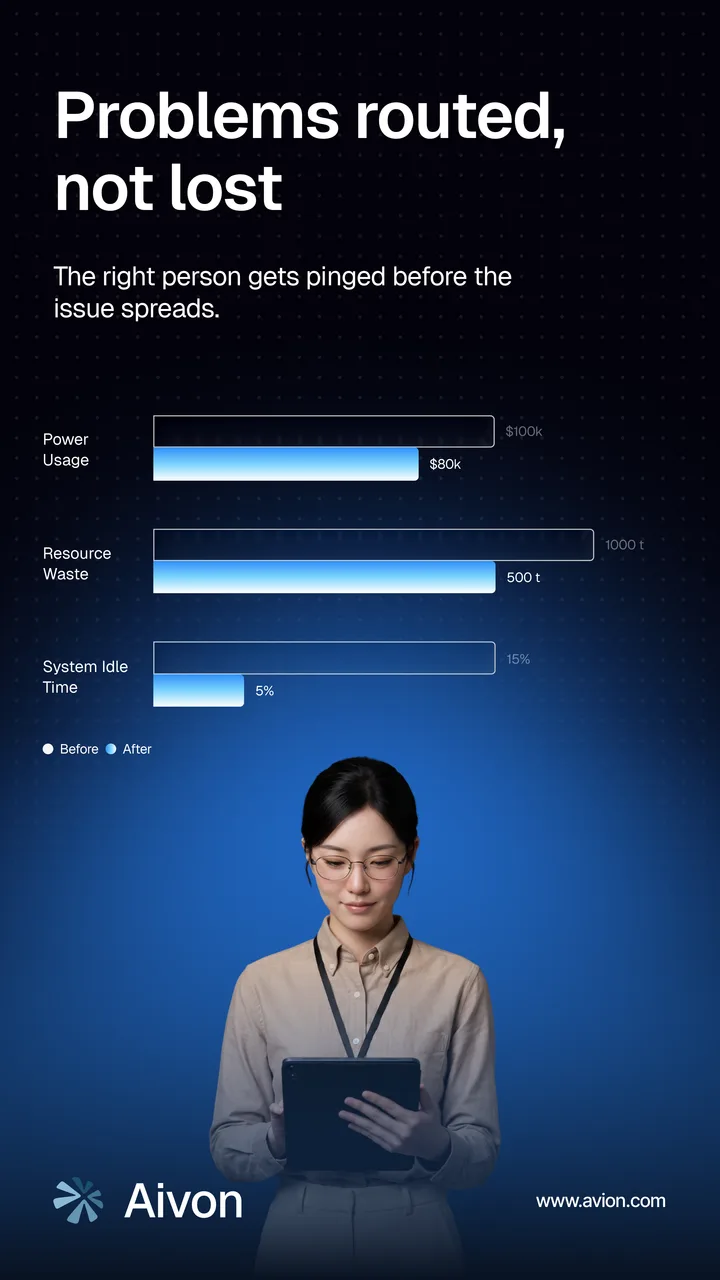 Problems routed,
not lost
The right person gets pinged before the
issue spreads.
Power
Usage
$100k
$80k
Resource
Waste
1000 t
500 t
System Idle
Time
15%
5%
Before After
Aivon
www.avion.com